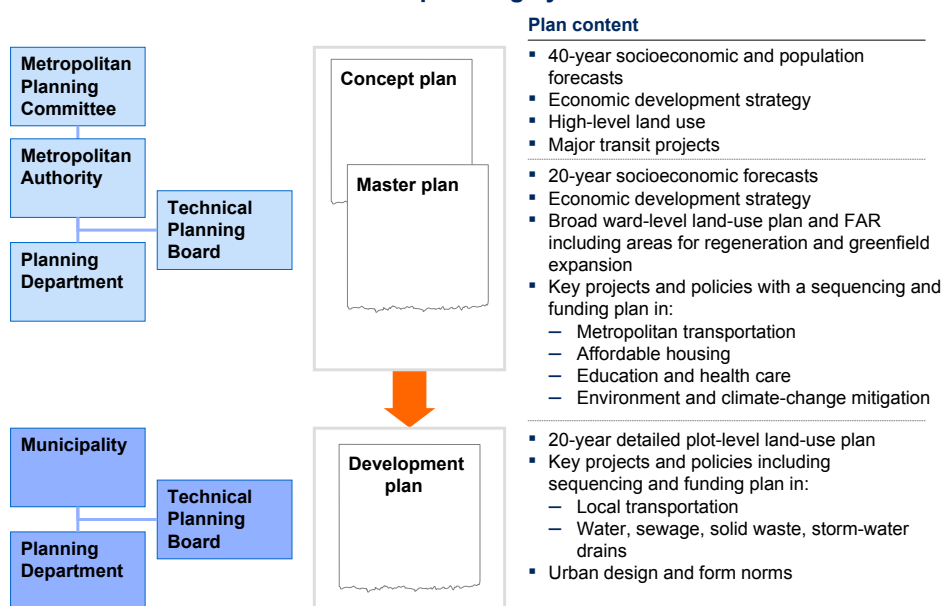 Plan content
Metropolitan
Planning
Committee
Metropolitan
Authority
Technical
Planning
Board
Planning
Department
Concept plan
Master plan
▪ 40-year socioeconomic and population
forecasts
▪ Economic development strategy
▪ High-level land use
▪ Major transit projects
▪ 20-year socioeconomic forecasts
▪ Economic development strategy
▪ Broad ward-level land-use plan and FAR
including areas for regeneration and greenfield
expansion
▪ Key projects and policies with a sequencing and
funding plan in:
– Metropolitan transportation
– Affordable housing
– Education and health care
– Environment and climate-change mitigation
Municipality
Technical
Planning
Board
Planning
Department
Development
plan
▪ 20-year detailed plot-level land-use plan
▪ Key projects and policies including
sequencing and funding plan in:
– Local transportation
– Water, sewage, solid waste, storm-water
drains
▪ Urban design and form norms